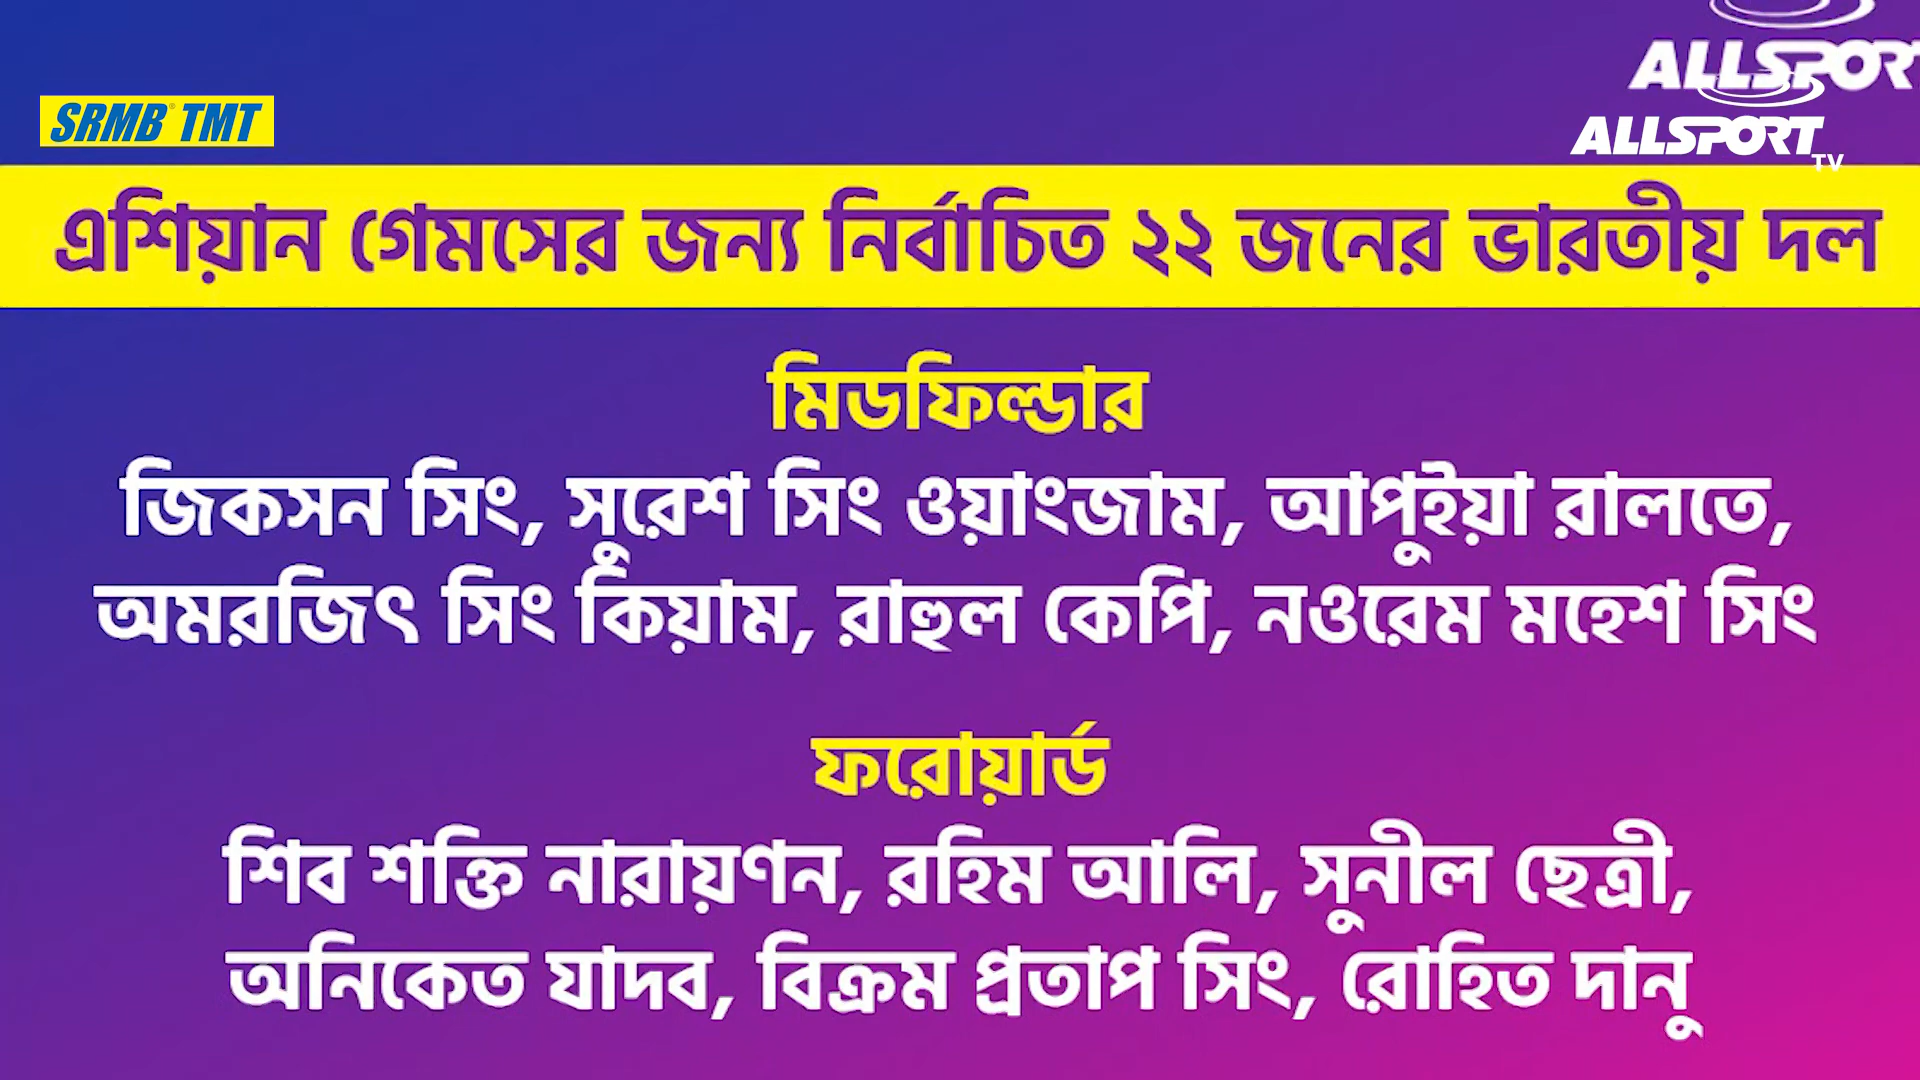 ALLSPORT
SRMB® TMT
ALLSPORT
TV
এশিয়ান গেমসের জন্য নির্বাচিত ২২ জনের ভারতীয় দল
মিডফিল্ডার
জিকসন সিং, সুরেশ সিং ওয়াংজাম, আপুইয়া রালতে,
অমরজিৎ সিং কিয়াম, রাহুল কেপি, নওরেম মহেশ সিং
ফরোয়ার্ড
শিব শক্তি নারায়ণন, রহিম আলি, সুনীল ছেত্রী,
অনিকেত যাদব, বিক্রম প্রতাপ সিং, রোহিত দানু